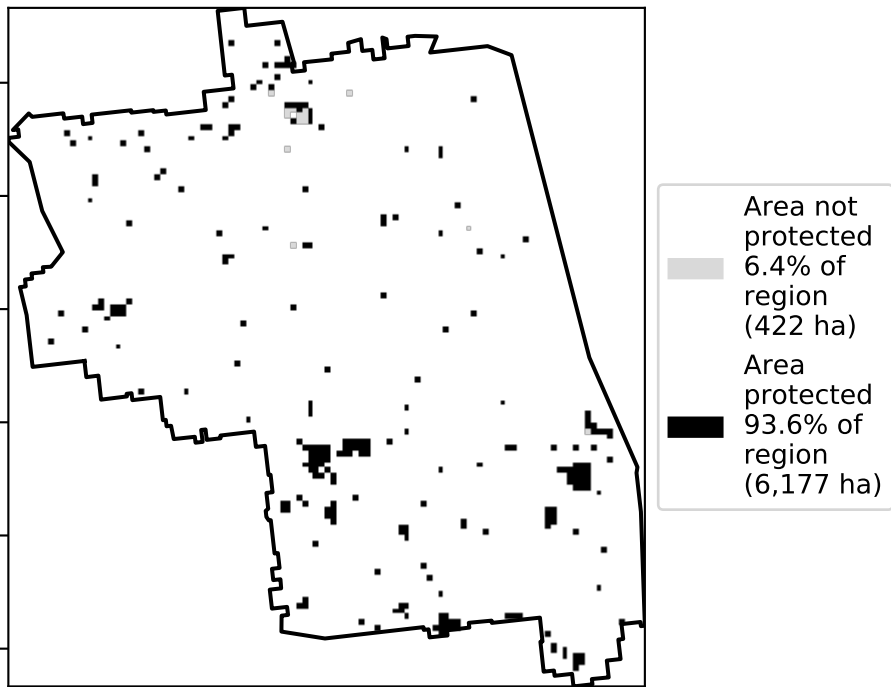 Area not
protected
6.4% of
region
(422 ha)
Area
protected
93.6% of
region
(6,177 ha)